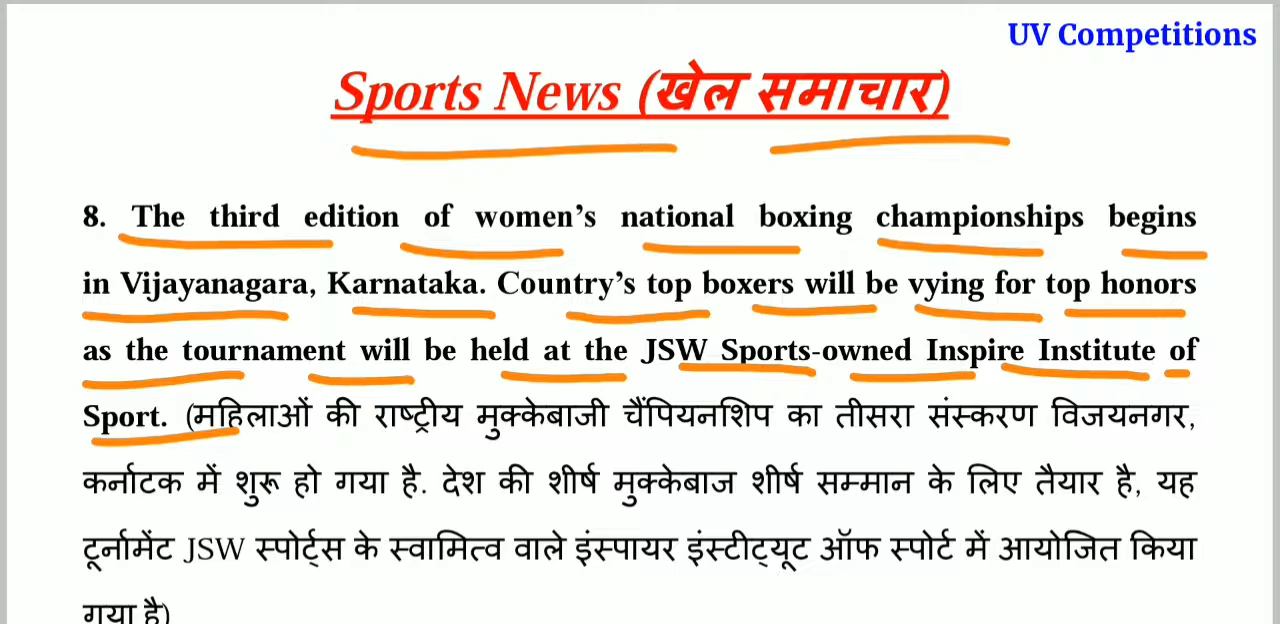 UV Competitions
Sports News (खेल समाचार)
8. The third edition of women’s national boxing championships begins
in Vijayanagara, Karnataka. Country’s top boxers will be vying for top honors
as the tournament will be held at the JSW Sports-owned Inspire Institute of
Sport. (महिलाओं की राष्ट्रीय मुक्केबाजी चैंपियनशिप का तीसरा संस्करण विजयनगर,
कर्नाटक में शुरू हो गया है. देश की शीर्ष मुक्केबाज शीर्ष सम्मान के लिए तैयार है, यह
टूर्नामेंट JSW स्पोर्ट्स के स्वामित्व वाले इंस्पायर इंस्टीट्यूट ऑफ स्पोर्ट में आयोजित किया
गया है)